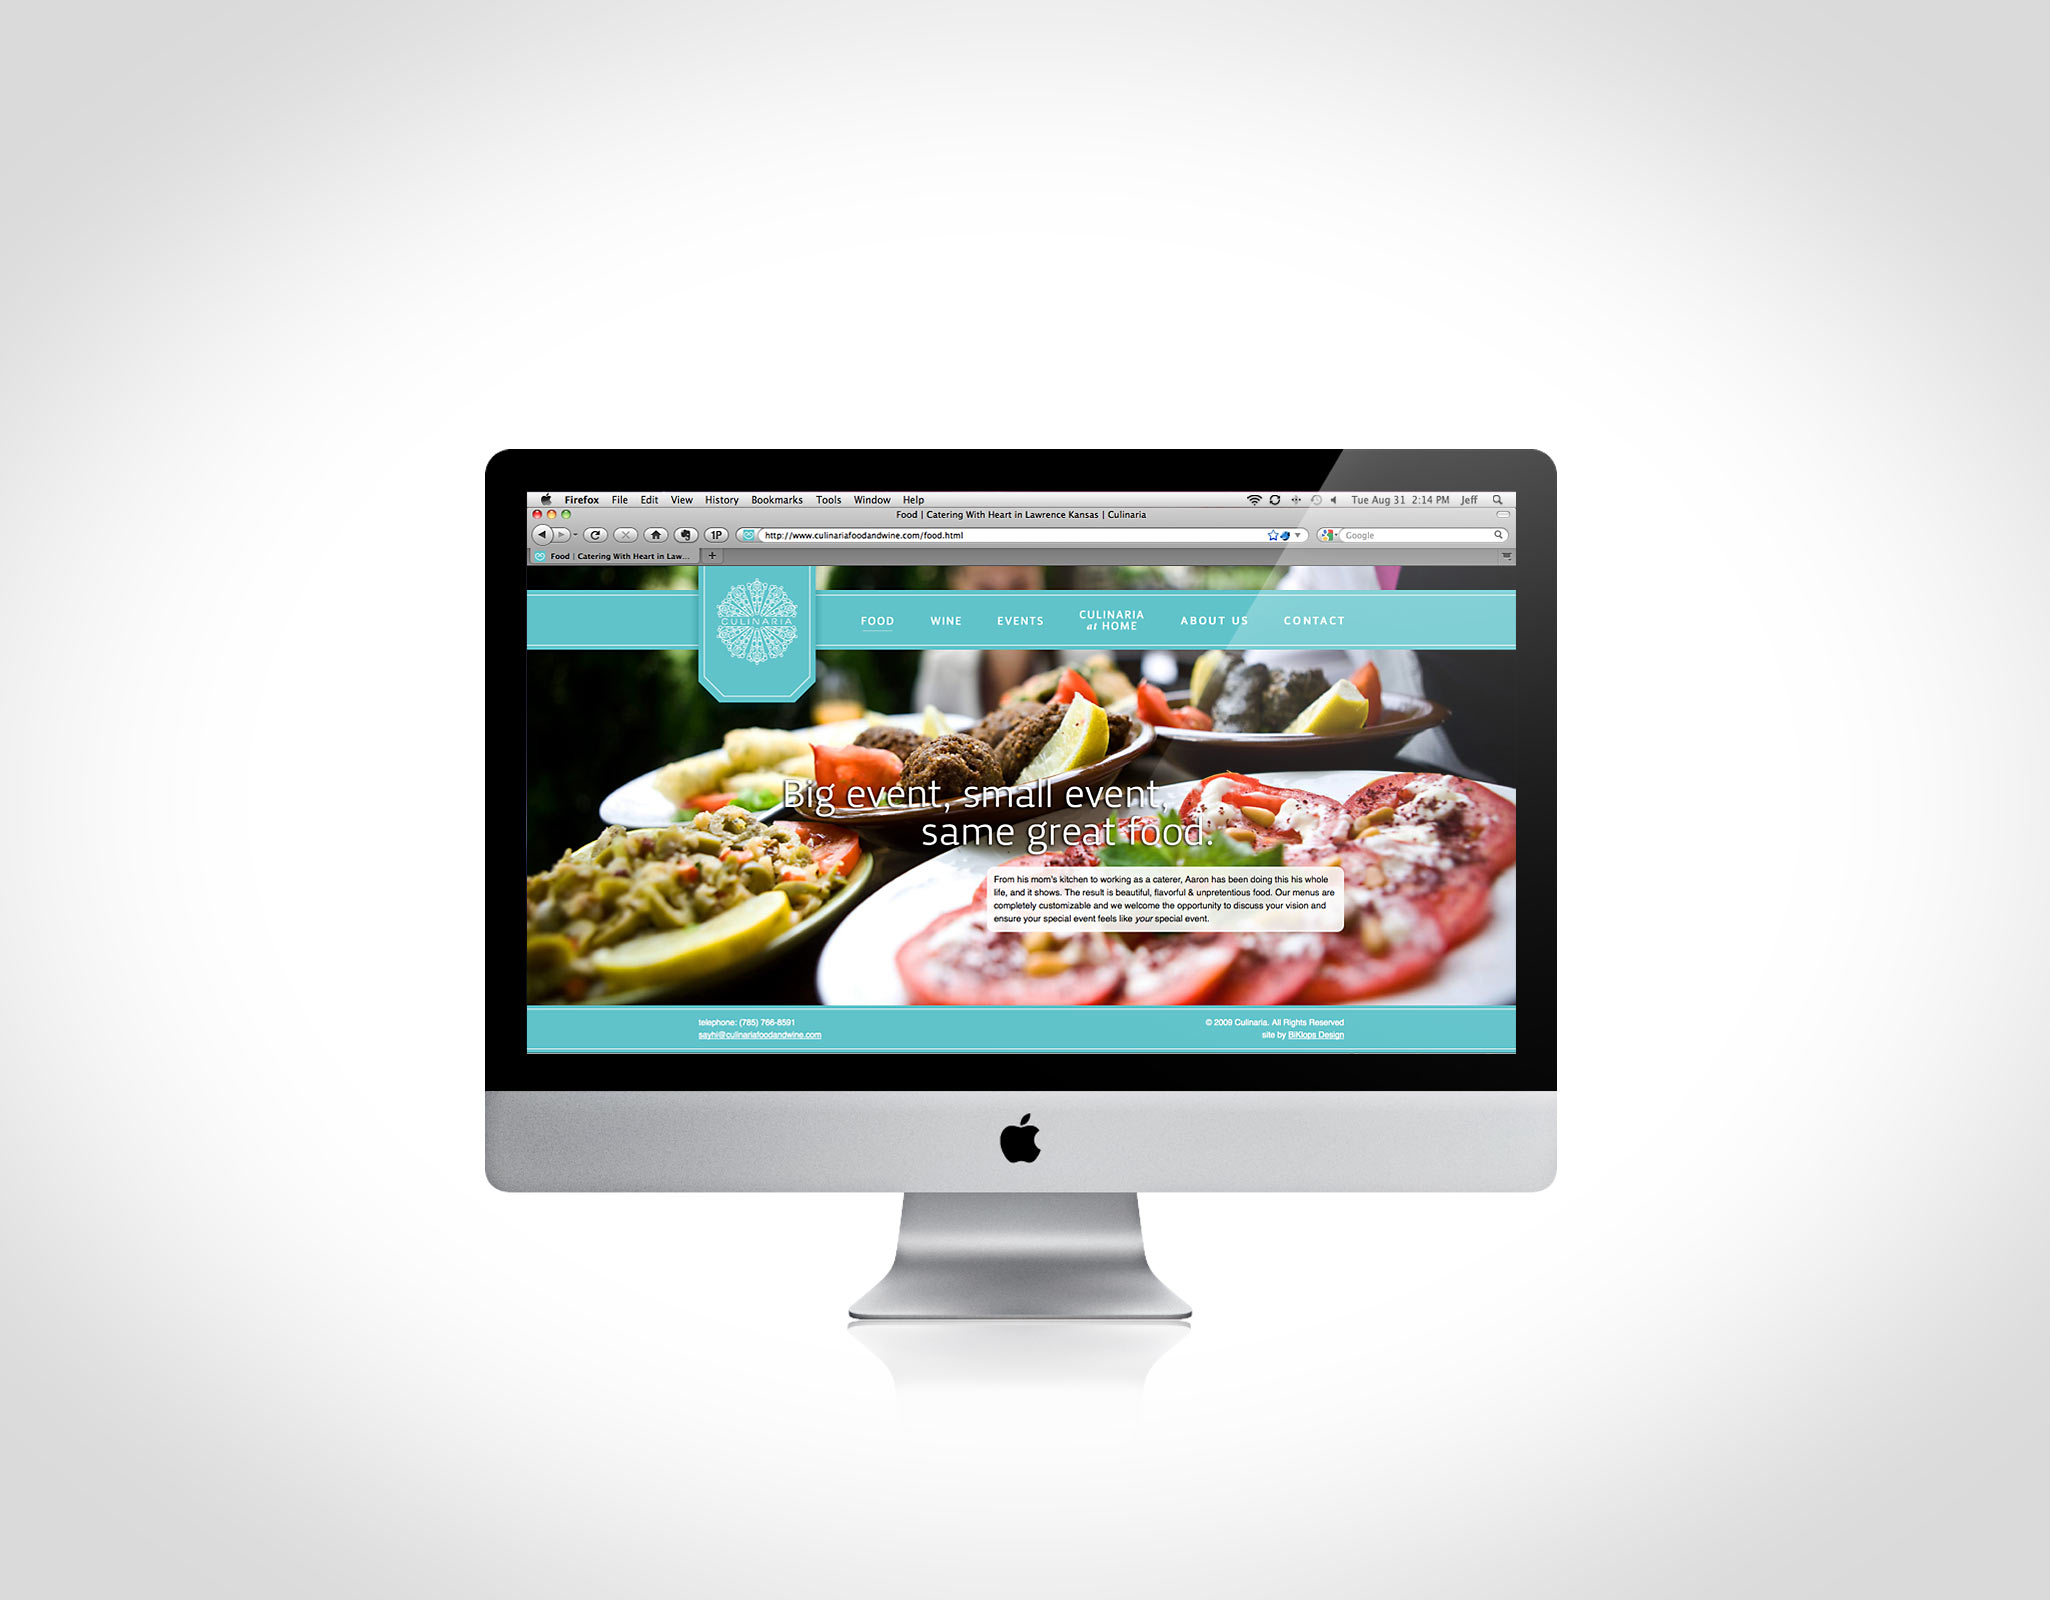 Firefox File Edit View History Bookmarks Tools Window Help Tue Aug 31 2:14 PM Jeff
Food | Catering With Heart in Lawrence Kansas | Culinaria
1P http://www.culinariafoodandwine.com/food.html Google
Food | Catering With Heart in Law... +
CULINARIA
FOOD WINE EVENTS CULINARIA at HOME ABOUT US CONTACT
Big event, small event,
same great food.
From his mom's kitchen to working as a caterer, Aaron has been doing this his whole
life, and it shows. The result is beautiful, flavorful & unpretentious food. Our menus are
completely customizable and we welcome the opportunity to discuss your vision and
ensure your special event feels like your special event.
telephone: (785) 766-8591
sayhi@culinariafoodandwine.com
© 2009 Culinaria. All Rights Reserved
site by BiKlops Design